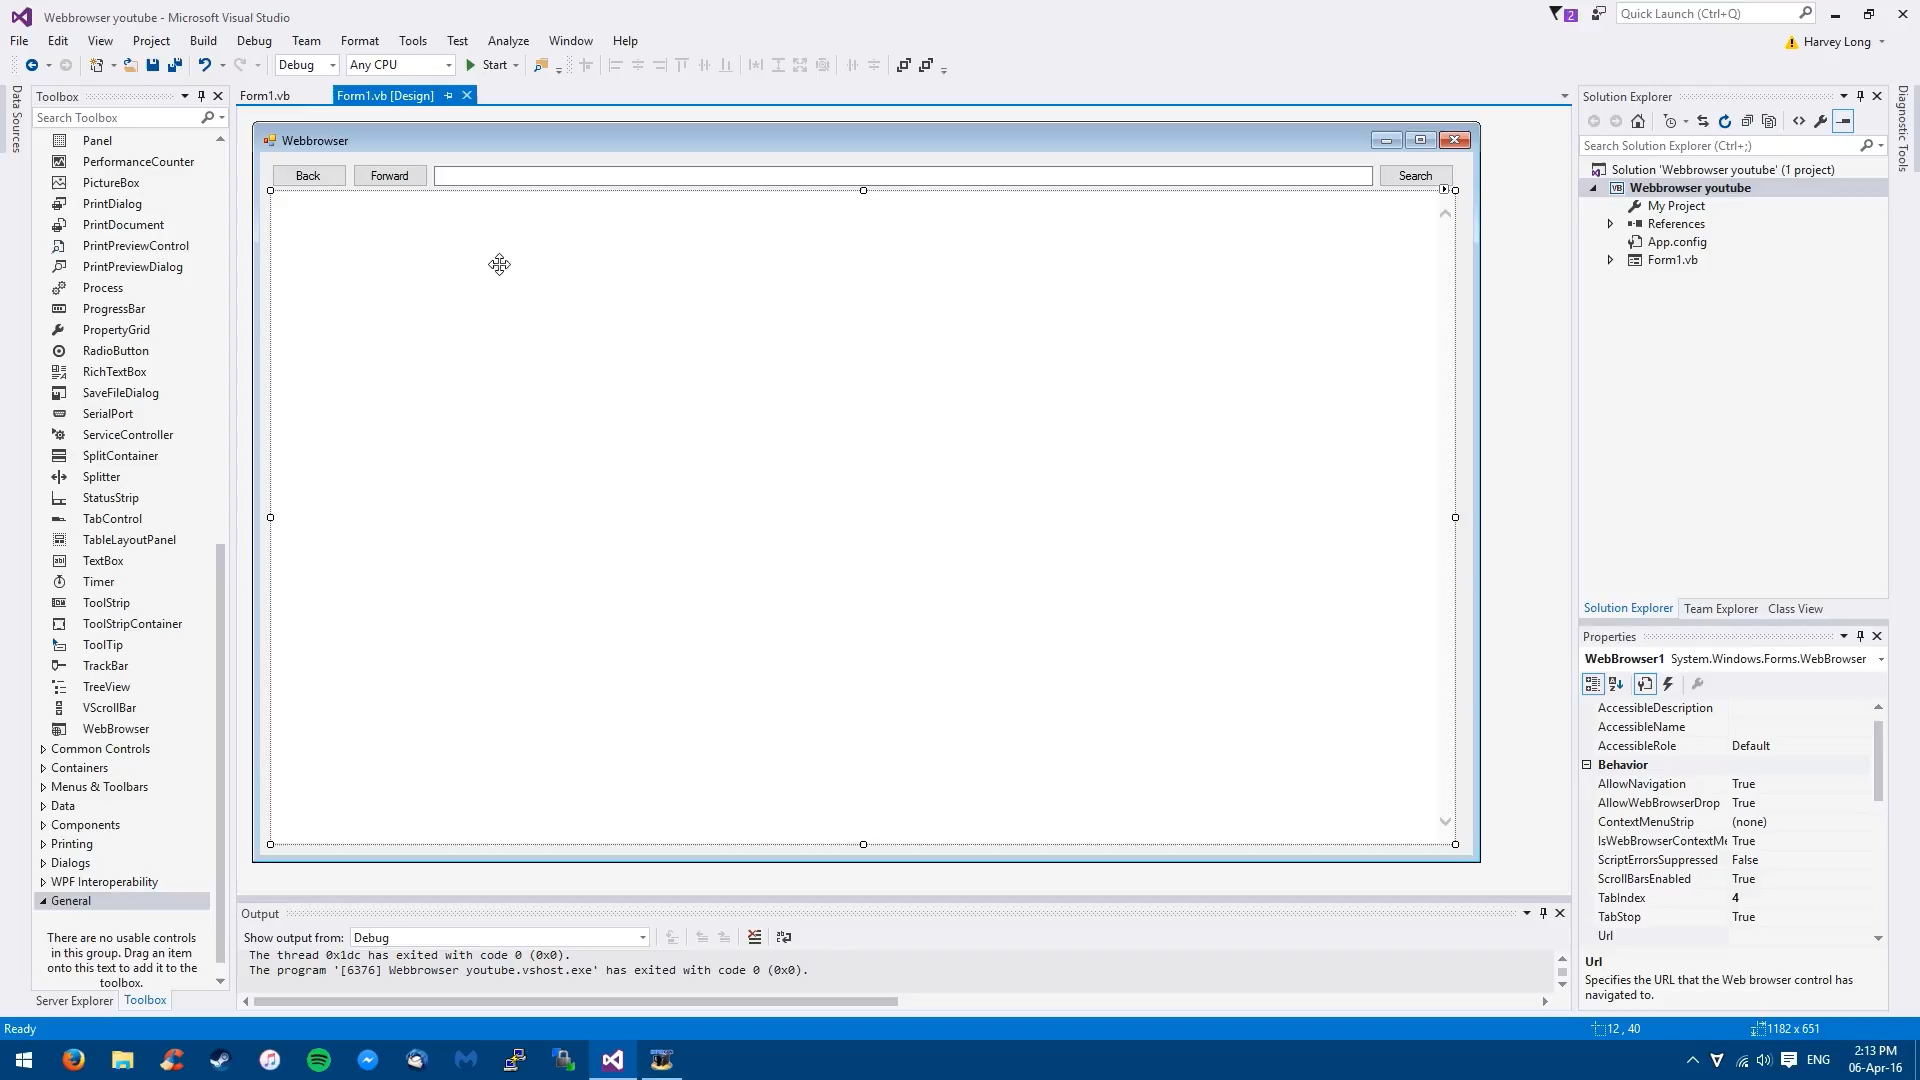 Webbrowser youtube - Microsoft Visual Studio
2
Quick Launch (Ctrl+Q)
File Edit View Project Build Debug Team Format Tools Test Analyze Window Help
Harvey Long
Debug Any CPU Start
Data Sources
Toolbox
Search Toolbox
Panel
PerformanceCounter
PictureBox
PrintDialog
PrintDocument
PrintPreviewControl
PrintPreviewDialog
Process
ProgressBar
PropertyGrid
RadioButton
RichTextBox
SaveFileDialog
SerialPort
ServiceController
SplitContainer
Splitter
StatusStrip
TabControl
TableLayoutPanel
TextBox
Timer
ToolStrip
ToolStripContainer
ToolTip
TrackBar
TreeView
VScrollBar
WebBrowser
Common Controls
Containers
Menus & Toolbars
Data
Components
Printing
Dialogs
WPF Interoperability
General
There are no usable controls
in this group. Drag an item
onto this text to add it to the
toolbox.
Server Explorer Toolbox
Form1.vb Form1.vb [Design]
Webbrowser
Back Forward Search
Output
Show output from: Debug
The thread 0x1dc has exited with code 0 (0x0).
The program '[6376] Webbrowser youtube.vshost.exe' has exited with code 0 (0x0).
Solution Explorer
Search Solution Explorer (Ctrl+;)
Solution 'Webbrowser youtube' (1 project)
VB Webbrowser youtube
My Project
References
App.config
Form1.vb
Solution Explorer Team Explorer Class View
Diagnostic Tools
Properties
WebBrowser1 System.Windows.Forms.WebBrowser
AccessibleDescription
AccessibleName
AccessibleRole Default
Behavior
AllowNavigation True
AllowWebBrowserDrop True
ContextMenuStrip (none)
IsWebBrowserContextMe True
ScriptErrorsSuppressed False
ScrollBarsEnabled True
TabIndex 4
TabStop True
Url
Url
Specifies the URL that the Web browser control has
navigated to.
Ready 12 , 40 1182 x 651
ENG
2:13 PM
06-Apr-16